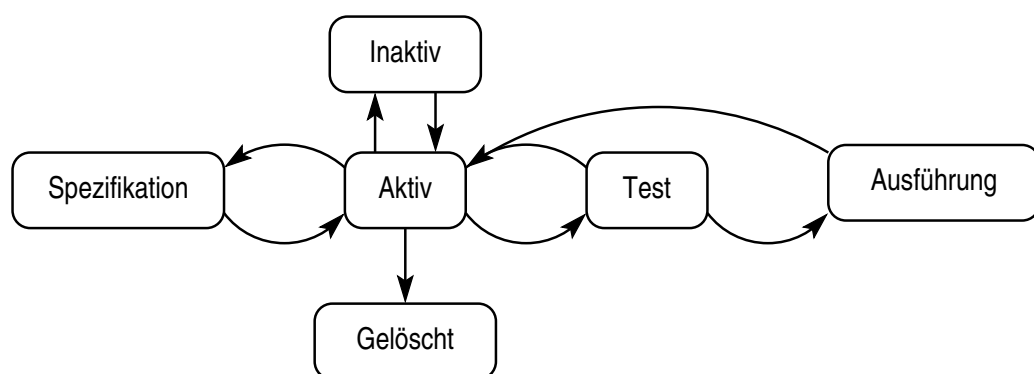 Inaktiv
Spezifikation
Aktiv
Test
Ausführung
Gelöscht